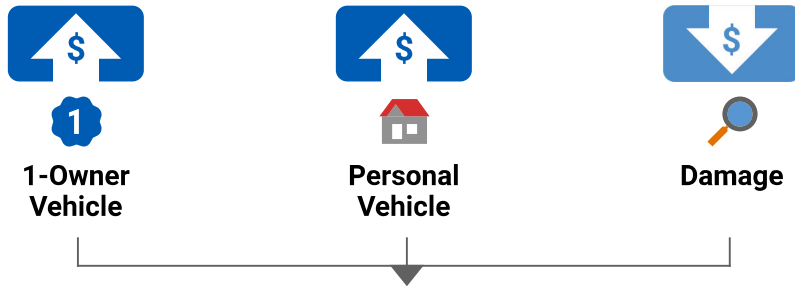 $ $ $
1
1-Owner
Vehicle
Personal
Vehicle
Damage